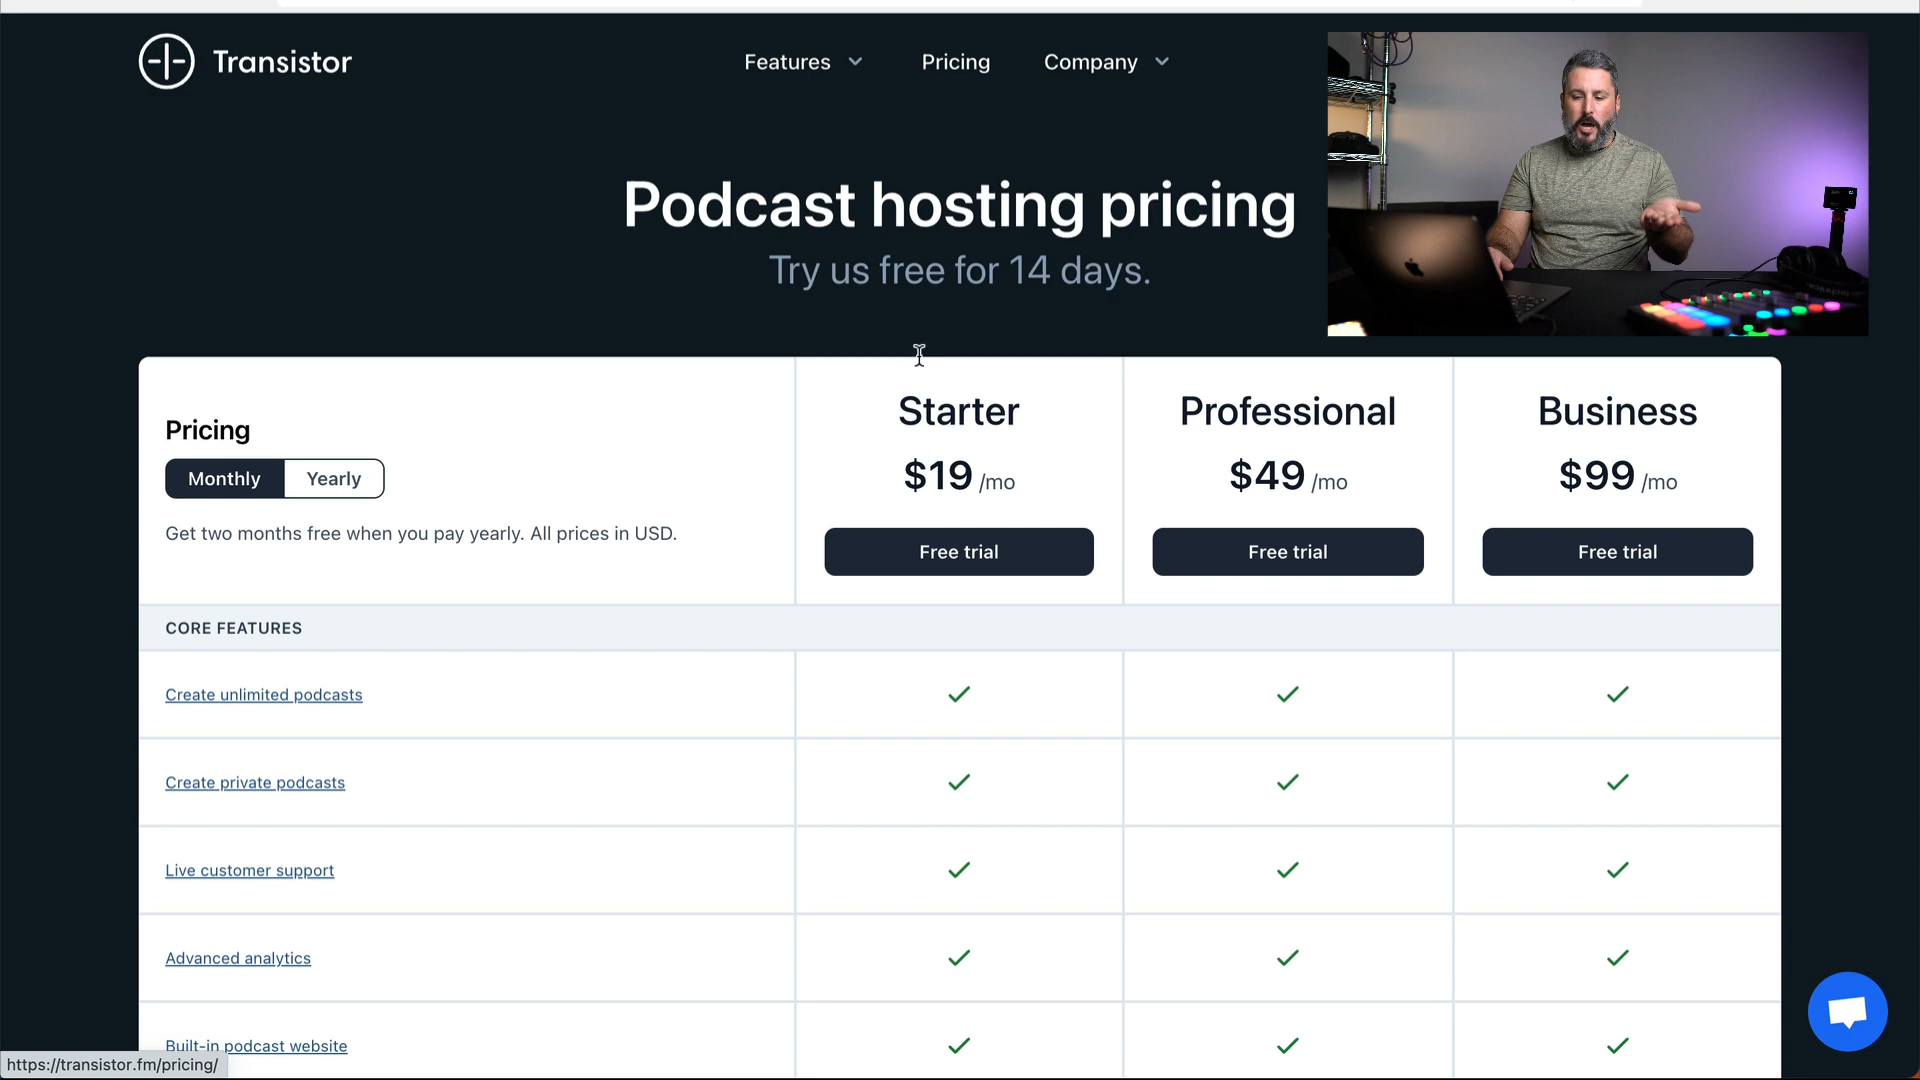 Transistor
Features
Pricing
Company
Podcast hosting pricing
Try us free for 14 days.
Pricing
Monthly
Yearly
Get two months free when you pay yearly. All prices in USD.
Starter
$19 /mo
Free trial
Professional
$49 /mo
Free trial
Business
$99 /mo
Free trial
CORE FEATURES
Create unlimited podcasts
Create private podcasts
Live customer support
Advanced analytics
Built-in podcast website
https://transistor.fm/pricing/